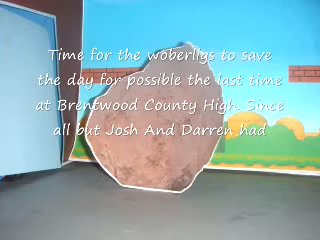 Time for the woberligs to save
the day for possible the last time
at Brentwood County High. Since
all but Josh And Darren had